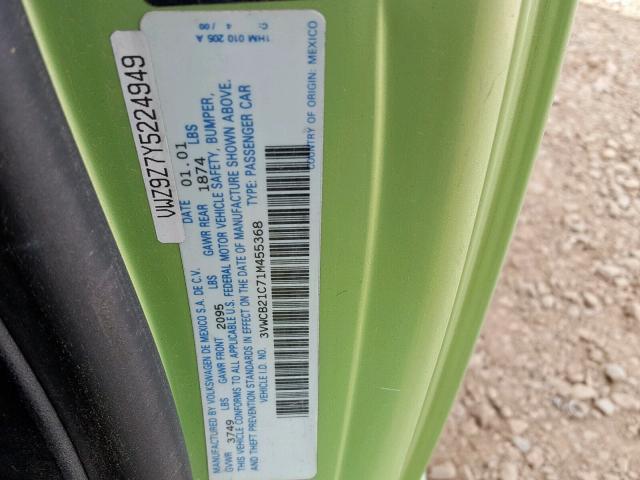 VWZ9Z7Y5224949
MANUFACTURED BY VOLKSWAGEN DE MEXICO S.A. DE C.V. DATE 01.01
GVWR 3749 LBS GAWR FRONT 2095 LBS GAWR REAR 1874 LBS
THIS VEHICLE CONFORMS TO ALL APPLICABLE U.S. FEDERAL MOTOR VEHICLE SAFETY, BUMPER,
AND THEFT PREVENTION STANDARDS IN EFFECT ON THE DATE OF MANUFACTURE SHOWN ABOVE.
VEHICLE I.D. NO. TYPE: PASSENGER CAR
3VWCB21C71M455368
COUNTRY OF ORIGIN: MEXICO
1HM 010 205 A